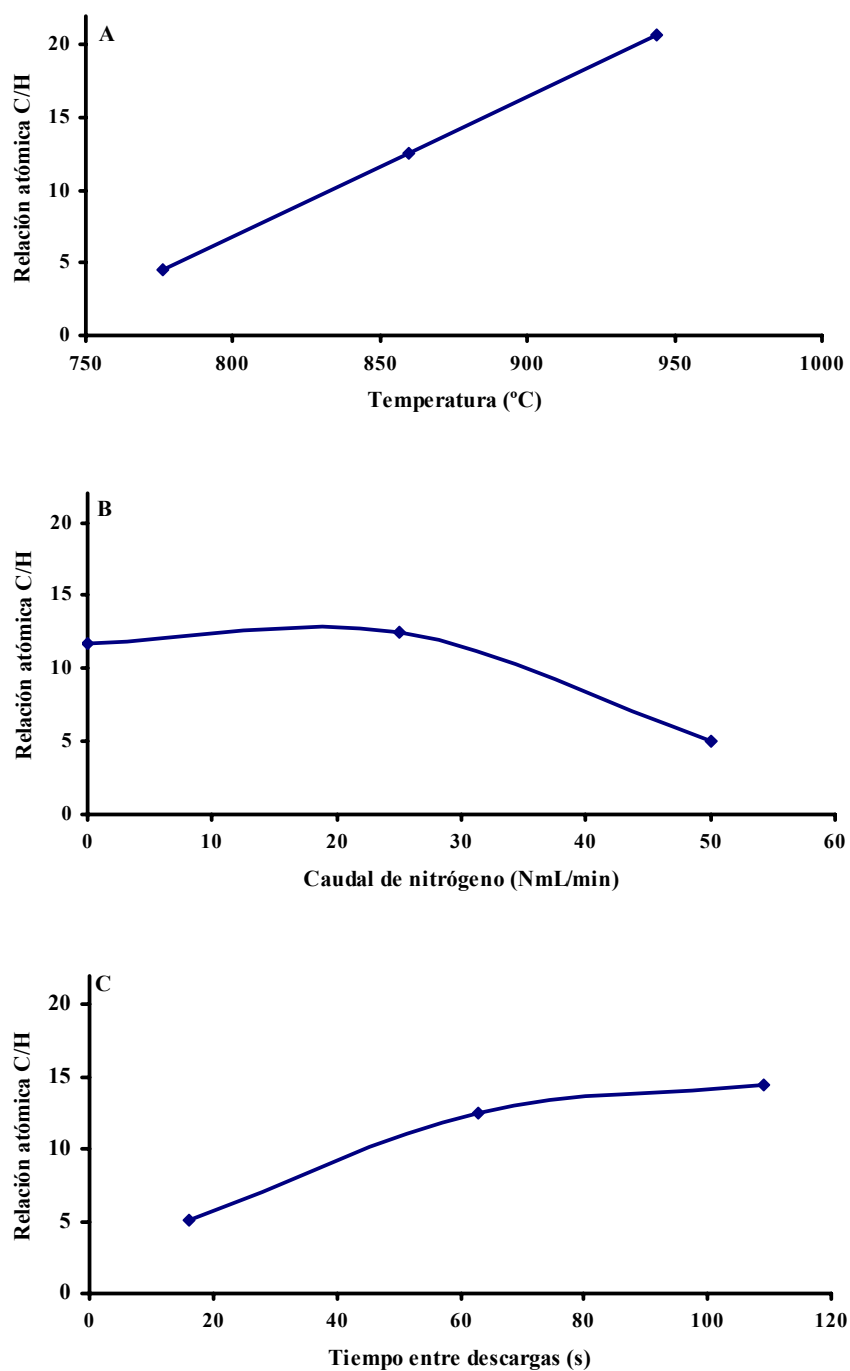 A
Relación atómica C/H
20
15
10
5
0
750 800 850 900 950 1000
Temperatura (ºC)
B
Relación atómica C/H
20
15
10
5
0
0 10 20 30 40 50 60
Caudal de nitrógeno (NmL/min)
C
Relación atómica C/H
20
15
10
5
0
0 20 40 60 80 100 120
Tiempo entre descargas (s)